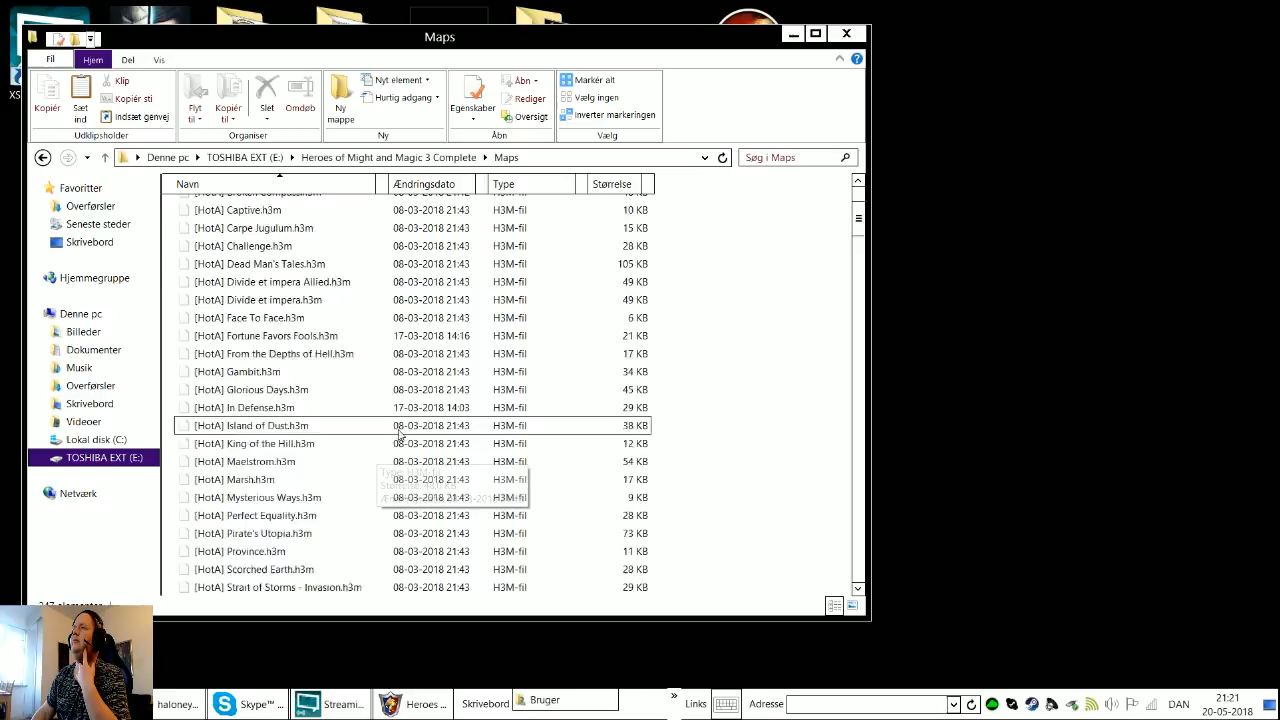 Maps
Fil Hjem Del Vis
Kopiér Sæt ind Klip Kopiér sti Indsæt genvej Udklipsholder
Flyt til Kopiér til Slet Omdøb Organiser
Ny mappe Nyt element Hurtig adgang Ny
Egenskaber Åbn Rediger Oversigt Åbn
Markér alt Vælg ingen Inverter markeringen Vælg
Denne pc TOSHIBA EXT (E:) Heroes of Might and Magic 3 Complete Maps Søg i Maps
Favoritter
Overførsler
Seneste steder
Skrivebord
Hjemmegruppe
Denne pc
Billeder
Dokumenter
Musik
Overførsler
Skrivebord
Videoer
Lokal disk (C:)
TOSHIBA EXT (E:)
Netværk
Navn Ændringsdato Type Størrelse
[HotA] Captive.h3m 08-03-2018 21:43 H3M-fil 10 KB
[HotA] Carpe Jugulum.h3m 08-03-2018 21:43 H3M-fil 15 KB
[HotA] Challenge.h3m 08-03-2018 21:43 H3M-fil 28 KB
[HotA] Dead Man's Tales.h3m 08-03-2018 21:43 H3M-fil 105 KB
[HotA] Divide et impera Allied.h3m 08-03-2018 21:43 H3M-fil 49 KB
[HotA] Divide et impera.h3m 08-03-2018 21:43 H3M-fil 49 KB
[HotA] Face To Face.h3m 08-03-2018 21:43 H3M-fil 6 KB
[HotA] Fortune Favors Fools.h3m 17-03-2018 14:16 H3M-fil 21 KB
[HotA] From the Depths of Hell.h3m 08-03-2018 21:43 H3M-fil 17 KB
[HotA] Gambit.h3m 08-03-2018 21:43 H3M-fil 34 KB
[HotA] Glorious Days.h3m 08-03-2018 21:43 H3M-fil 45 KB
[HotA] In Defense.h3m 17-03-2018 14:03 H3M-fil 29 KB
[HotA] Island of Dust.h3m 08-03-2018 21:43 H3M-fil 38 KB
[HotA] King of the Hill.h3m 08-03-2018 21:43 H3M-fil 12 KB
[HotA] Maelstrom.h3m 08-03-2018 21:43 H3M-fil 54 KB
[HotA] Marsh.h3m 08-03-2018 21:43 H3M-fil 17 KB
[HotA] Mysterious Ways.h3m 08-03-2018 21:43 H3M-fil 9 KB
[HotA] Perfect Equality.h3m 08-03-2018 21:43 H3M-fil 28 KB
[HotA] Pirate's Utopia.h3m 08-03-2018 21:43 H3M-fil 73 KB
[HotA] Province.h3m 08-03-2018 21:43 H3M-fil 11 KB
[HotA] Scorched Earth.h3m 08-03-2018 21:43 H3M-fil 28 KB
[HotA] Strait of Storms - Invasion.h3m 08-03-2018 21:43 H3M-fil 29 KB
Type: H3M-fil
XS
haloney... Skype™ ... Streami... Heroes ... Skrivebord Bruger » Links Adresse DAN 21:21
20-05-2018